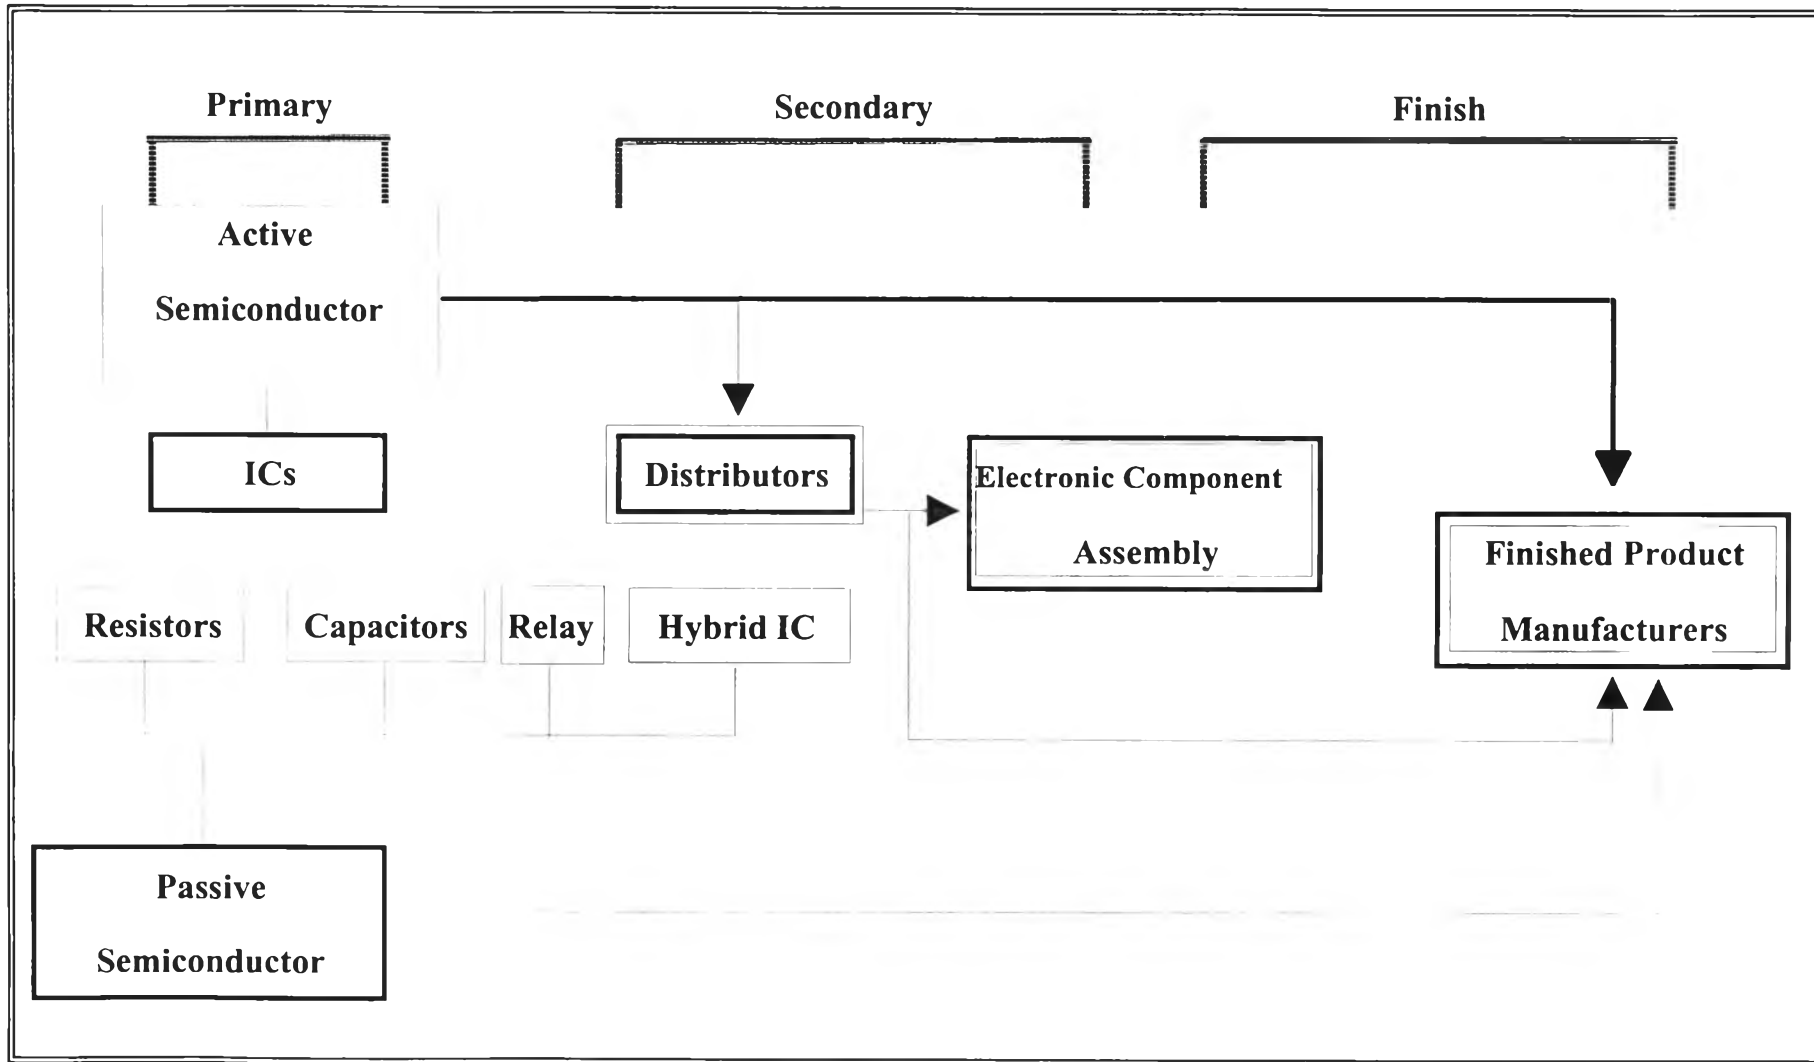 Primary
Secondary
Finish
Active
Semiconductor
ICs
Distributors
Electronic Component
Assembly
Finished Product
Manufacturers
Resistors
Capacitors
Relay
Hybrid IC
Passive
Semiconductor